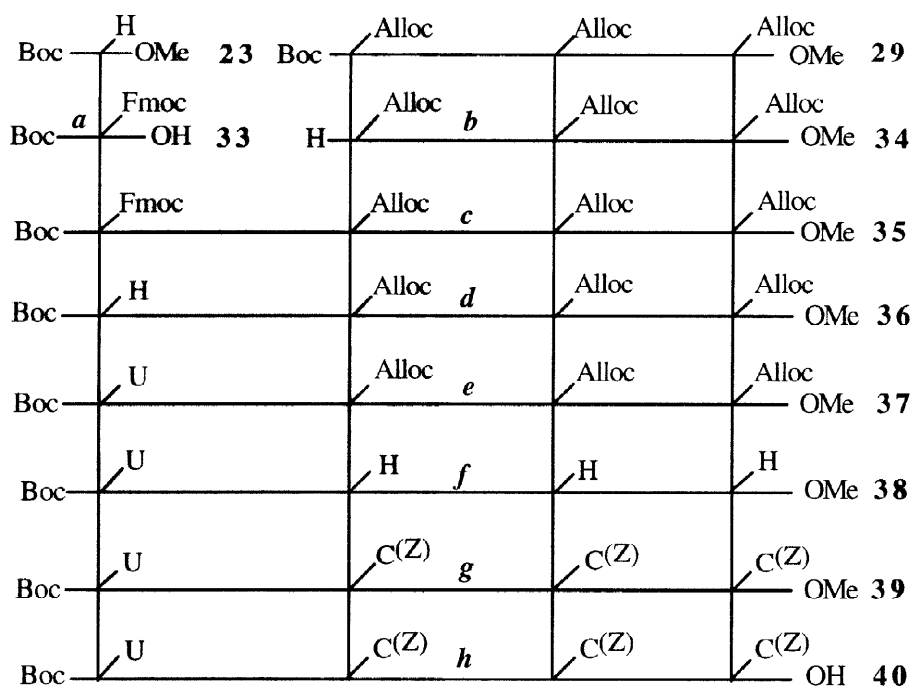 H Alloc Alloc Alloc
Boc OMe 23 Boc OMe 29
Fmoc Alloc Alloc Alloc
Boc a OH 33 H b OMe 34
Fmoc Alloc Alloc Alloc
Boc c OMe 35
H Alloc Alloc Alloc
Boc d OMe 36
U Alloc Alloc Alloc
Boc e OMe 37
U H H H
Boc f OMe 38
U C(Z) C(Z) C(Z)
Boc g OMe 39
U C(Z) C(Z) C(Z)
Boc h OH 40